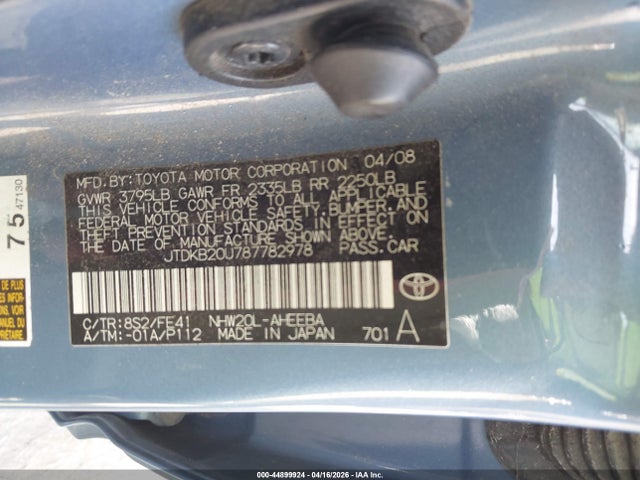 MFD.BY:TOYOTA MOTOR CORPORATION 04/08
GVWR 3795LB GAWR FR 2335LB RR 2250LB
THIS VEHICLE CONFORMS TO ALL APPLICABLE
FEDERAL MOTOR VEHICLE SAFETY, BUMPER, AND
THEFT PREVENTION STANDARDS IN EFFECT ON
THE DATE OF MANUFACTURE SHOWN ABOVE.
JTDKB20U787782978 PASS.CAR
C/TR:8S2/FE41 NHW20L-AHEEBA
A/TM:-01A/P112 MADE IN JAPAN 701 A
75
47130
DE PLUS
000-44899924 - 04/16/2026 - IAA Inc.